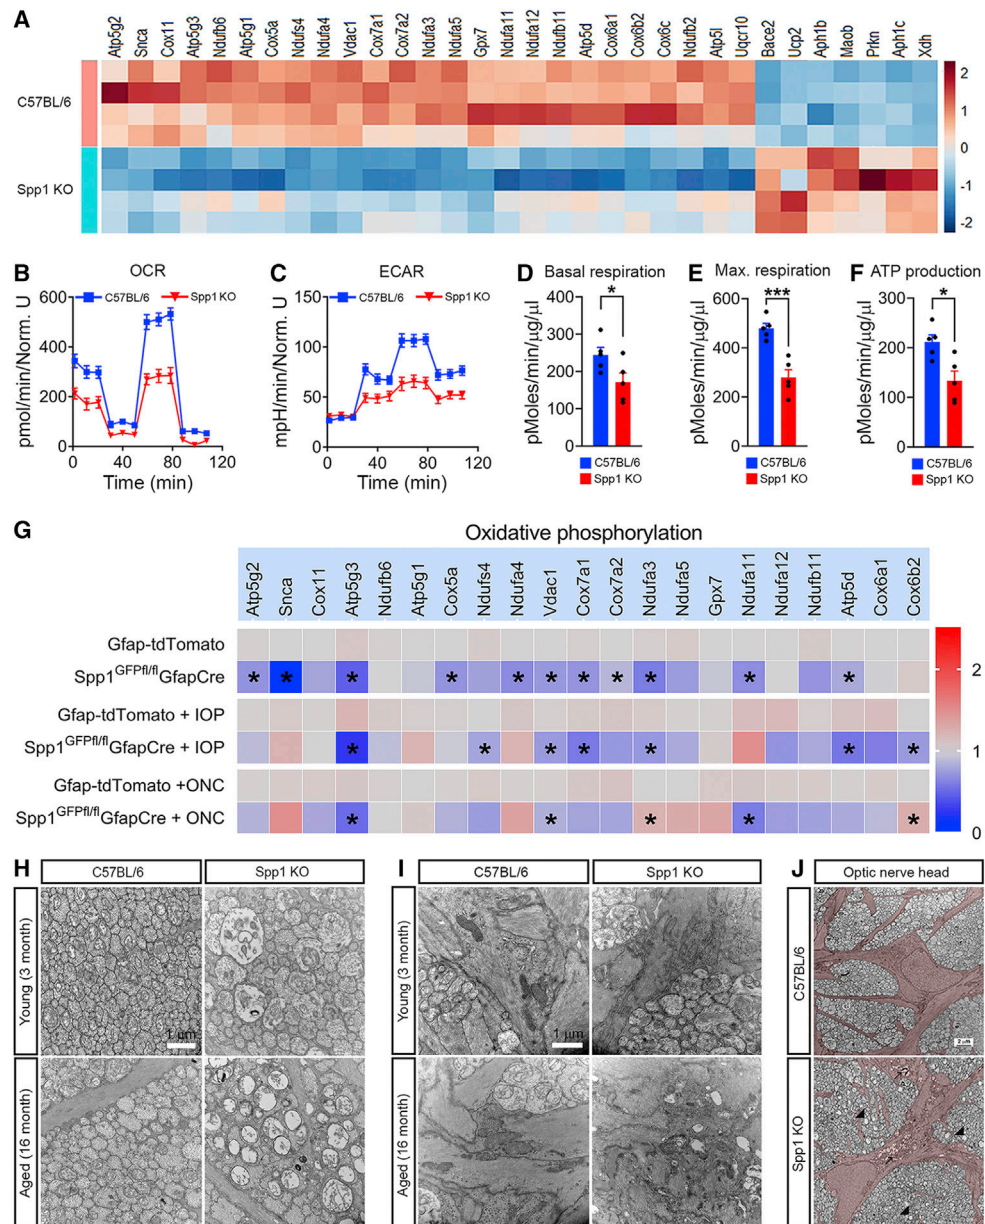 A
Atp5g2 Snca Cox11 Atp5g3 Ndufb6 Atp5g1 Cox5a Ndufs4 Ndufa4 Vdac1 Cox7a1 Cox7a2 Ndufa3 Ndufa5 Gpx7 Ndufa11 Ndufa12 Ndufb11 Atp5d Cox6a1 Cox6b2 Cox6c Ndufb2 Atp5l Uqcr10 Bace2 Ucp2 Aph1b Maob Prkn Aph1c Xdh
C57BL/6
Spp1 KO
2
1
0
-1
-2
B
OCR
C57BL/6 Spp1 KO
pmol/min/Norm. U
600
400
200
0
0 40 80 120
Time (min)
C
ECAR
C57BL/6 Spp1 KO
mpH/min/Norm. U
150
100
50
0
0 40 80 120
Time (min)
D
Basal respiration
*
pMoles/min/µg/µl
400
300
200
100
0
C57BL/6
Spp1 KO
E
Max. respiration
***
pMoles/min/µg/µl
600
400
200
0
C57BL/6
Spp1 KO
F
ATP production
*
pMoles/min/µg/µl
300
200
100
0
C57BL/6
Spp1 KO
G
Oxidative phosphorylation
Atp5g2 Snca Cox11 Atp5g3 Ndufb6 Atp5g1 Cox5a Ndufs4 Ndufa4 Vdac1 Cox7a1 Cox7a2 Ndufa3 Ndufa5 Gpx7 Ndufa11 Ndufa12 Ndufb11 Atp5d Cox6a1 Cox6b2
Gfap-tdTomato
Spp1GFPfl/flGfapCre * * * * * * * * * * *
Gfap-tdTomato + IOP
Spp1GFPfl/flGfapCre + IOP * * * * * * *
Gfap-tdTomato +ONC
Spp1GFPfl/flGfapCre + ONC * * * * *
2
1
0
H
C57BL/6 Spp1 KO
Young (3 month)
1 µm
Aged (16 month)
I
C57BL/6 Spp1 KO
Young (3 month)
1 µm
Aged (16 month)
J
Optic nerve head
C57BL/6
2 µm
Spp1 KO